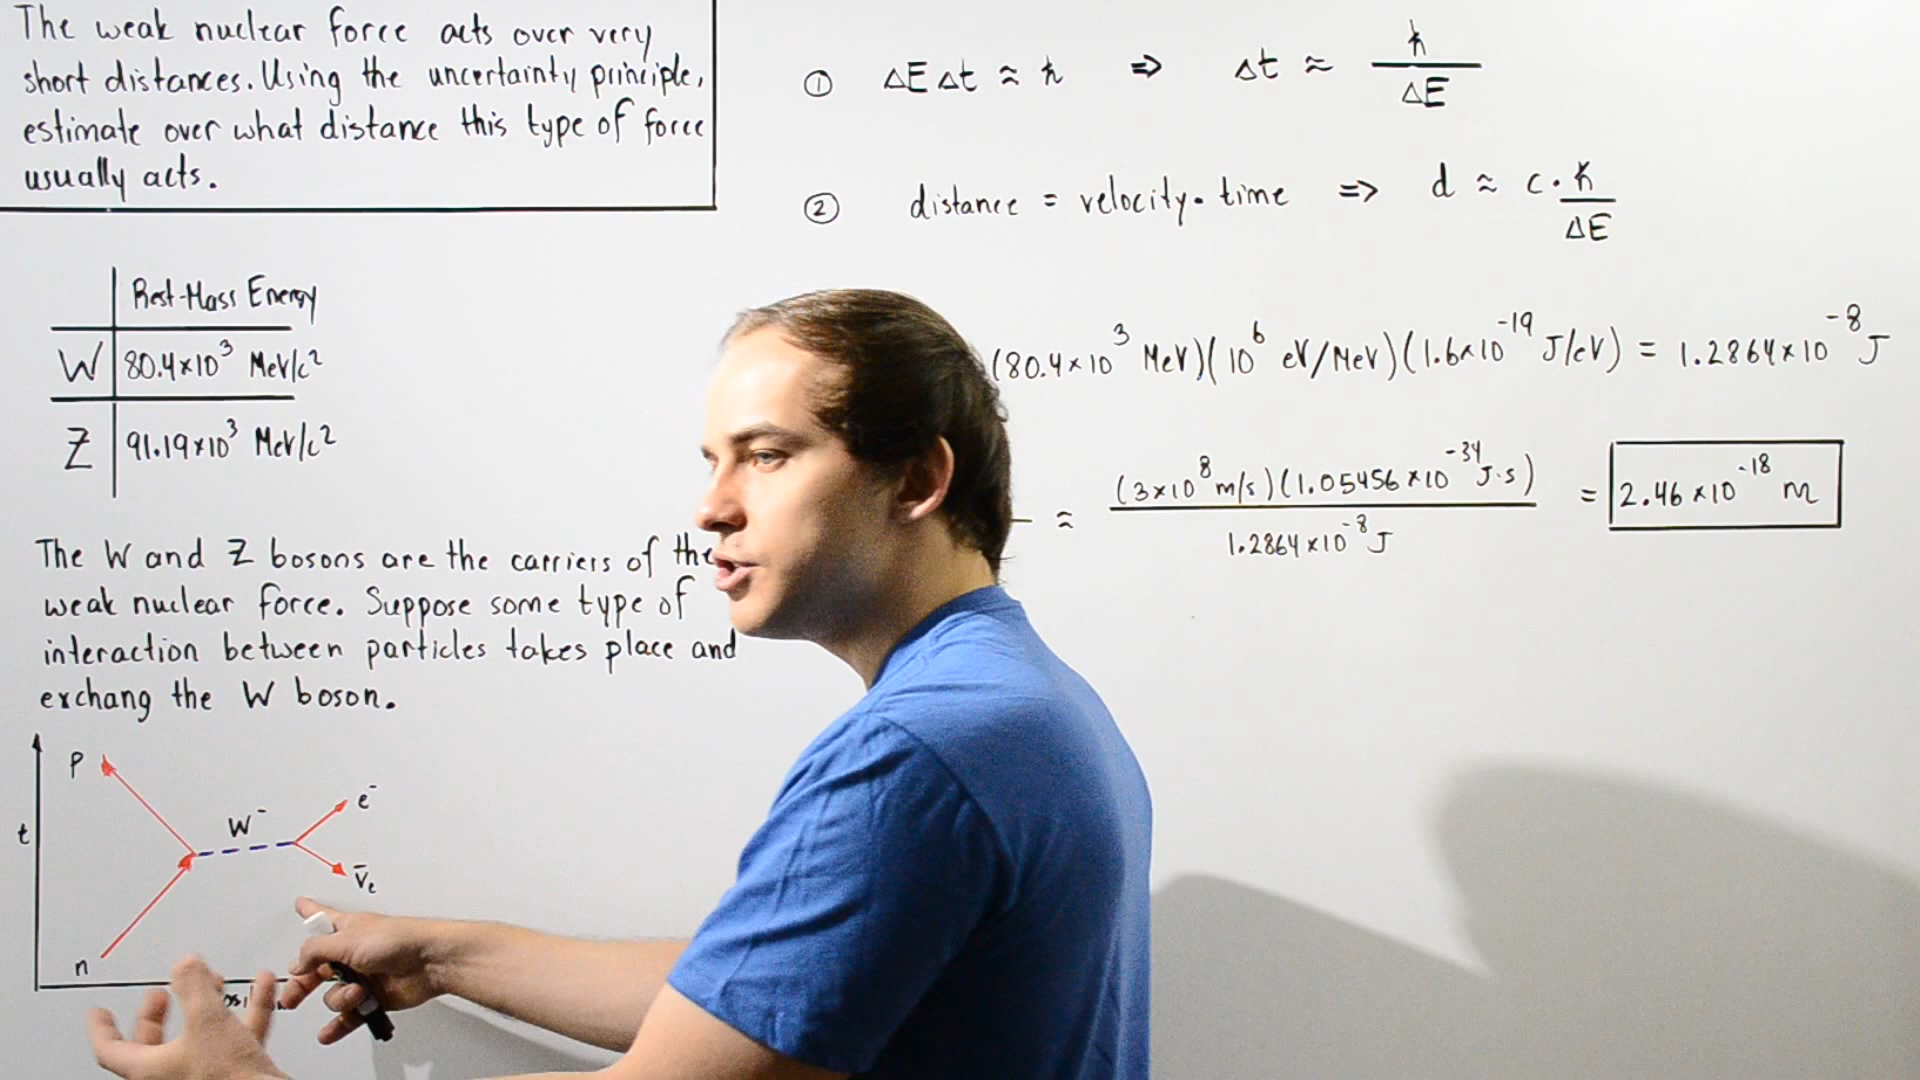 The weak nuclear force acts over very
short distances. Using the uncertainty principle,
estimate over what distance this type of force
usually acts.
① ΔEΔt ≈ ħ ⇒ Δt ≈ ħ/ΔE
② distance = velocity · time ⇒ d ≈ c · ħ/ΔE
Rest-Mass Energy
W 80.4×10³ MeV/c²
Z 91.19×10³ MeV/c²
(80.4×10³ MeV)(10⁶ eV/MeV)(1.6×10⁻¹⁹ J/eV) = 1.2864×10⁻⁸ J
≈ (3×10⁸ m/s)(1.05456×10⁻³⁴ J·s)/1.2864×10⁻⁸ J = 2.46×10⁻¹⁸ m
The W and Z bosons are the carriers of the
weak nuclear force. Suppose some type of
interaction between particles takes place and
exchang the W boson.
p
e⁻
W⁻
t
ν̄e
n